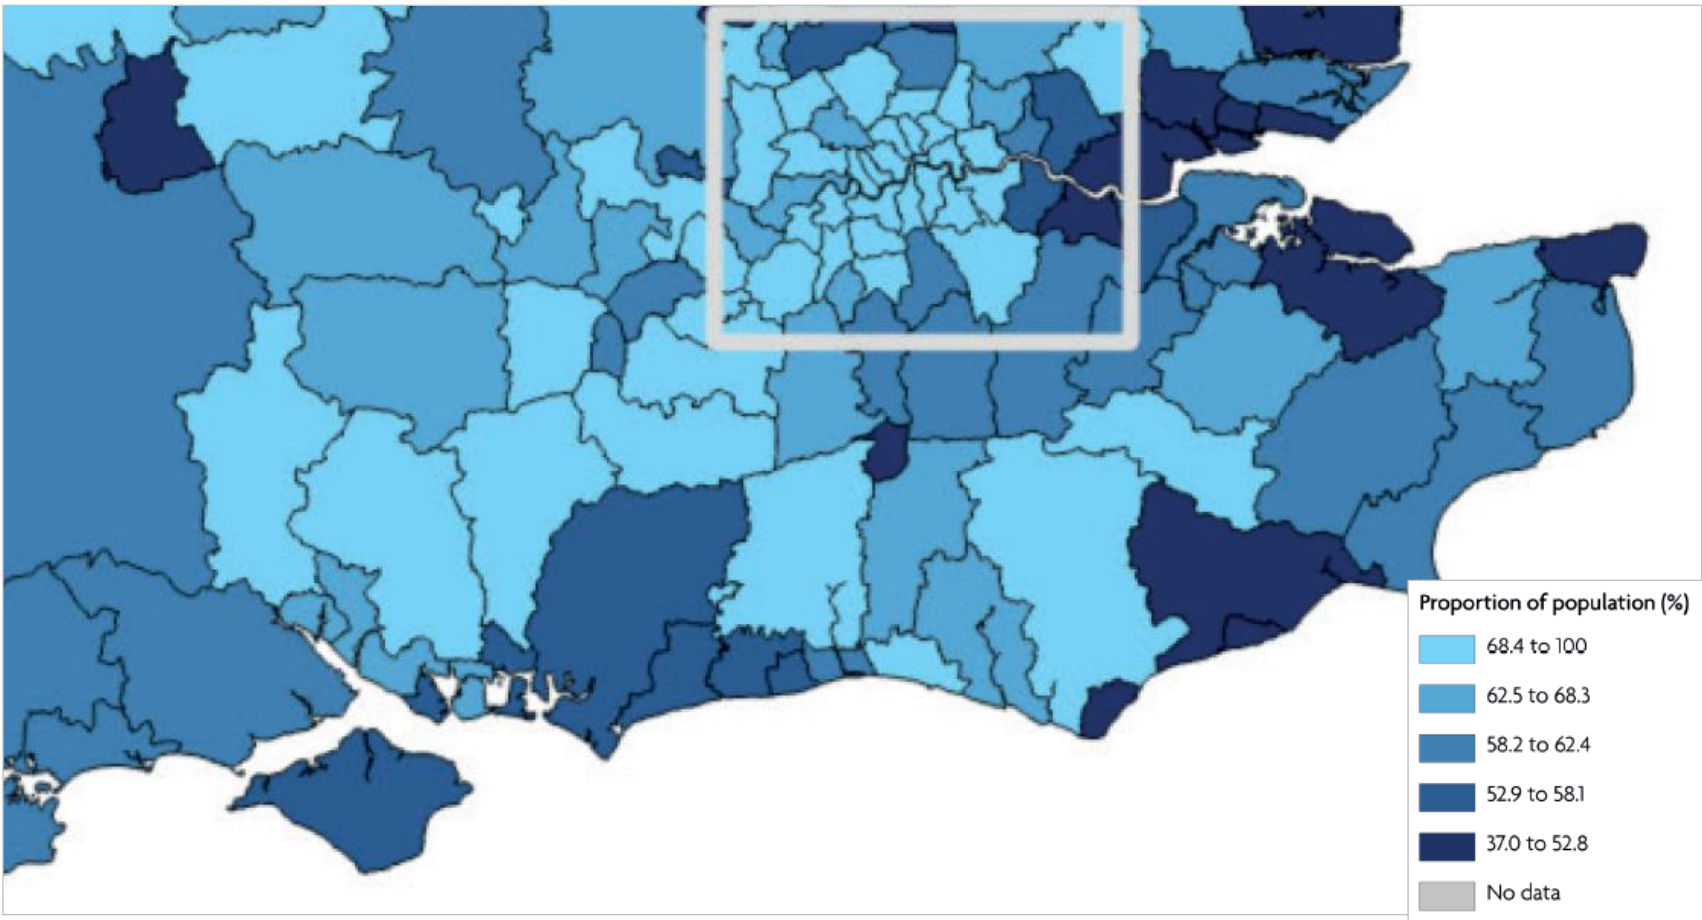 Proportion of population (%)
68.4 to 100
62.5 to 68.3
58.2 to 62.4
52.9 to 58.1
37.0 to 52.8
No data